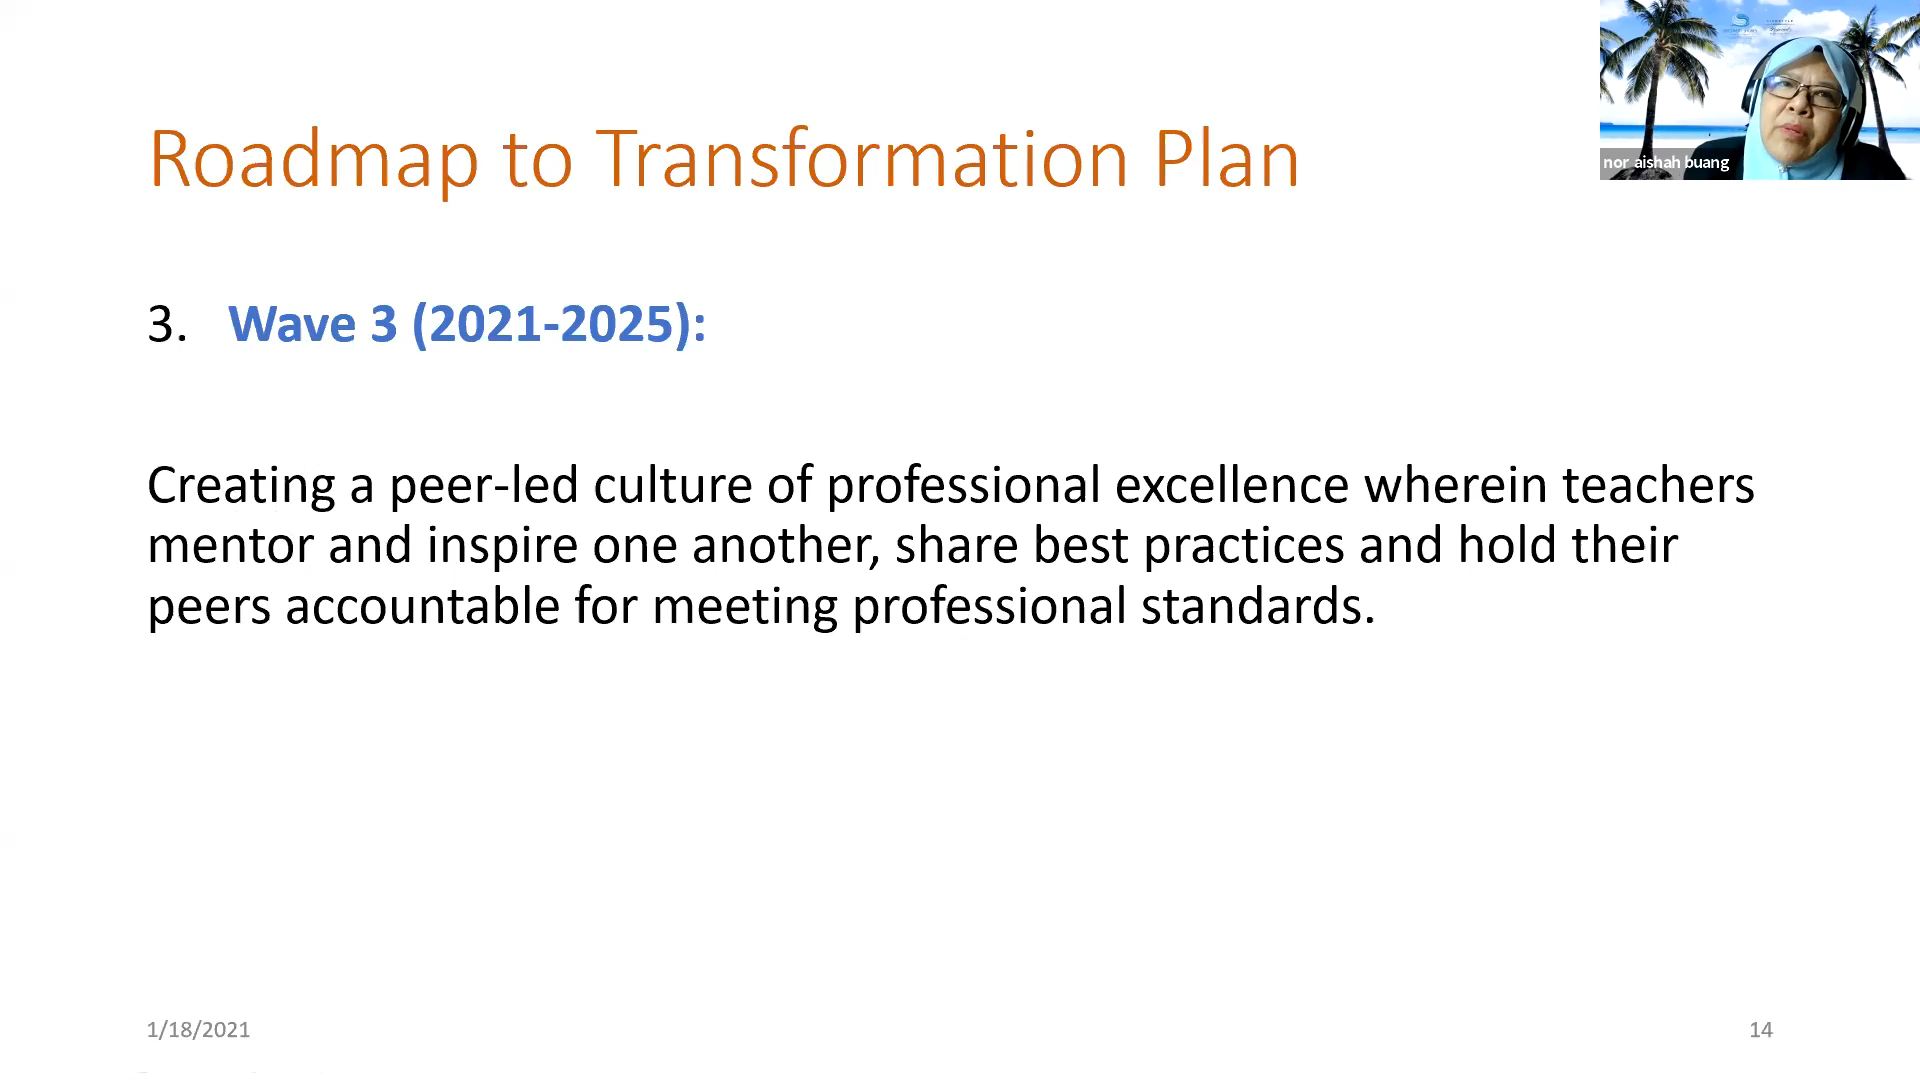 Roadmap to Transformation Plan
nor aishah buang
3. Wave 3 (2021-2025):
Creating a peer-led culture of professional excellence wherein teachers
mentor and inspire one another, share best practices and hold their
peers accountable for meeting professional standards.
1/18/2021
14